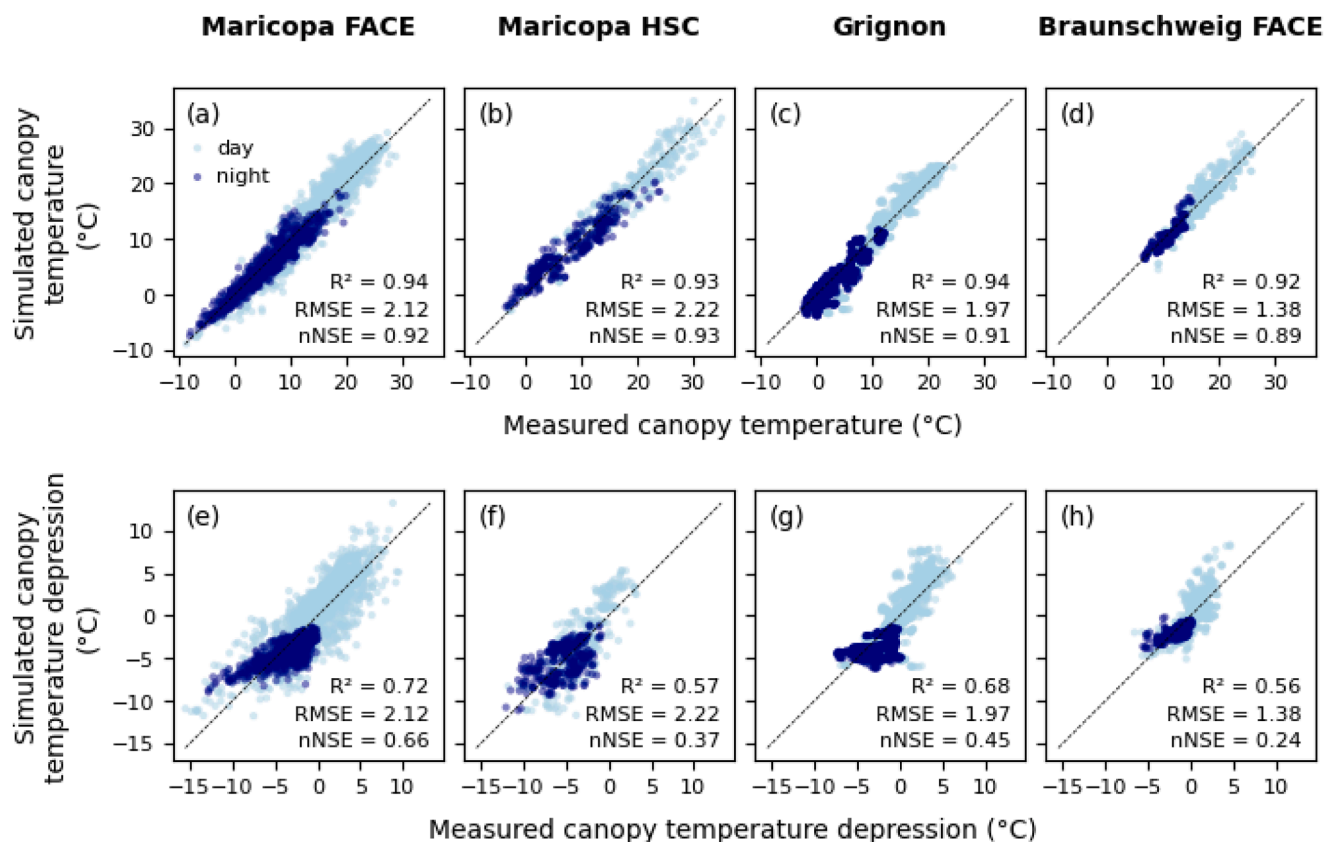 Maricopa FACE
Maricopa HSC
Grignon
Braunschweig FACE
Simulated canopy
temperature
(°C)
(a)
day
night
R² = 0.94
RMSE = 2.12
nNSE = 0.92
30
20
10
0
−10
−10 0 10 20 30
(b)
R² = 0.93
RMSE = 2.22
nNSE = 0.93
−10 0 10 20 30
(c)
R² = 0.94
RMSE = 1.97
nNSE = 0.91
−10 0 10 20 30
(d)
R² = 0.92
RMSE = 1.38
nNSE = 0.89
−10 0 10 20 30
Measured canopy temperature (°C)
Simulated canopy
temperature depression
(°C)
(e)
R² = 0.72
RMSE = 2.12
nNSE = 0.66
10
5
0
−5
−10
−15
−15 −10 −5 0 5 10
(f)
R² = 0.57
RMSE = 2.22
nNSE = 0.37
−15 −10 −5 0 5 10
(g)
R² = 0.68
RMSE = 1.97
nNSE = 0.45
−15 −10 −5 0 5 10
(h)
R² = 0.56
RMSE = 1.38
nNSE = 0.24
−15 −10 −5 0 5 10
Measured canopy temperature depression (°C)